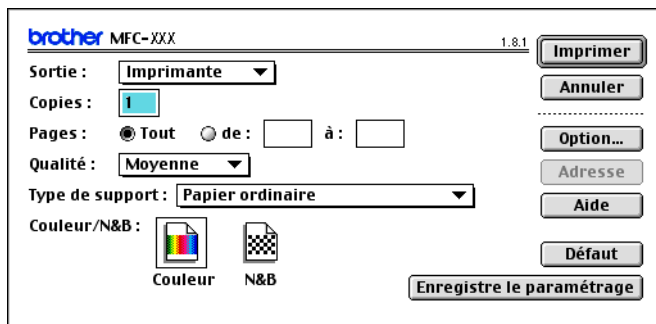 brother MFC-XXX 1.8.1
Imprimer
Sortie : Imprimante
Annuler
Copies : 1
Pages : Tout de : à :
Option...
Qualité : Moyenne
Adresse
Type de support : Papier ordinaire
Aide
Couleur/N&B :
Couleur N&B
Défaut
Enregistre le paramétrage